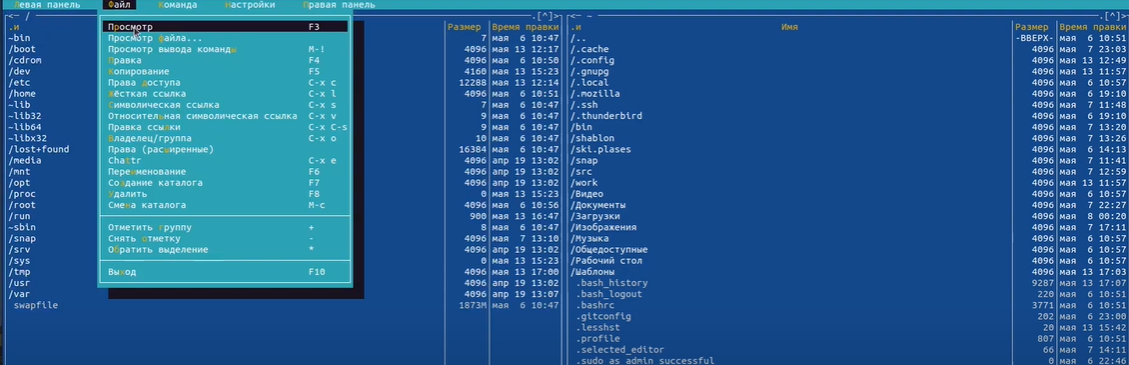 Левая панель Файл Команда Настройки Правая панель
<— / .[^]>
.и Размер Время правки
~bin 7 мая 6 10:47
/boot 4096 мая 13 12:17
/cdrom 4096 мая 6 10:50
/dev 4160 мая 13 15:23
/etc 12288 мая 13 12:14
/home 4096 мая 6 10:51
~lib 7 мая 6 10:47
~lib32 9 мая 6 10:47
~lib64 9 мая 6 10:47
~libx32 10 мая 6 10:47
/lost+found 16384 мая 6 10:47
/media 4096 апр 19 13:02
/mnt 4096 апр 19 13:02
/opt 4096 апр 19 13:02
/proc 0 мая 13 15:23
/root 4096 мая 6 10:56
/run 900 мая 13 16:47
~sbin 8 мая 6 10:47
/snap 4096 мая 7 13:10
/srv 4096 апр 19 13:02
/sys 0 мая 13 15:23
/tmp 4096 мая 13 17:00
/usr 4096 апр 19 13:02
/var 4096 апр 19 13:07
swapfile 1873M мая 6 10:47
Просмотр F3
Просмотр файла...
Просмотр вывода команды M-!
Правка F4
Копирование F5
Права доступа C-x c
Жёсткая ссылка C-x l
Символическая ссылка C-x s
Относительная символическая ссылка C-x v
Правка ссылки C-x C-s
Владелец/группа C-x o
Права (расширенные)
Chattr C-x e
Переименование F6
Создание каталога F7
Удалить F8
Смена каталога M-c
Отметить группу +
Снять отметку -
Обратить выделение *
Выход F10
<— ~ .[^]>
.и Имя Размер Время правки
/.. -ВВЕРХ- мая 6 10:51
/.cache 4096 мая 7 23:03
/.config 4096 мая 13 12:49
/.gnupg 4096 мая 13 11:57
/.local 4096 мая 6 10:57
/.mozilla 4096 мая 6 19:10
/.ssh 4096 мая 7 11:48
/.thunderbird 4096 мая 6 19:10
/bin 4096 мая 7 13:20
/shablon 4096 мая 7 13:26
/ski.plases 4096 мая 6 14:13
/snap 4096 мая 7 11:41
/src 4096 мая 7 12:59
/work 4096 мая 13 11:57
/Видео 4096 мая 6 10:57
/Документы 4096 мая 7 22:27
/Загрузки 4096 мая 8 00:20
/Изображения 4096 мая 7 17:11
/Музыка 4096 мая 6 10:57
/Общедоступные 4096 мая 6 10:57
/Рабочий стол 4096 мая 6 10:57
/Шаблоны 4096 мая 13 17:03
.bash_history 9287 мая 13 17:07
.bash_logout 220 мая 6 10:51
.bashrc 3771 мая 6 10:51
.gitconfig 202 мая 6 23:00
.lesshst 20 мая 13 15:42
.profile 807 мая 6 10:51
.selected_editor 66 мая 7 14:11
.sudo_as_admin_successful 0 мая 6 22:46